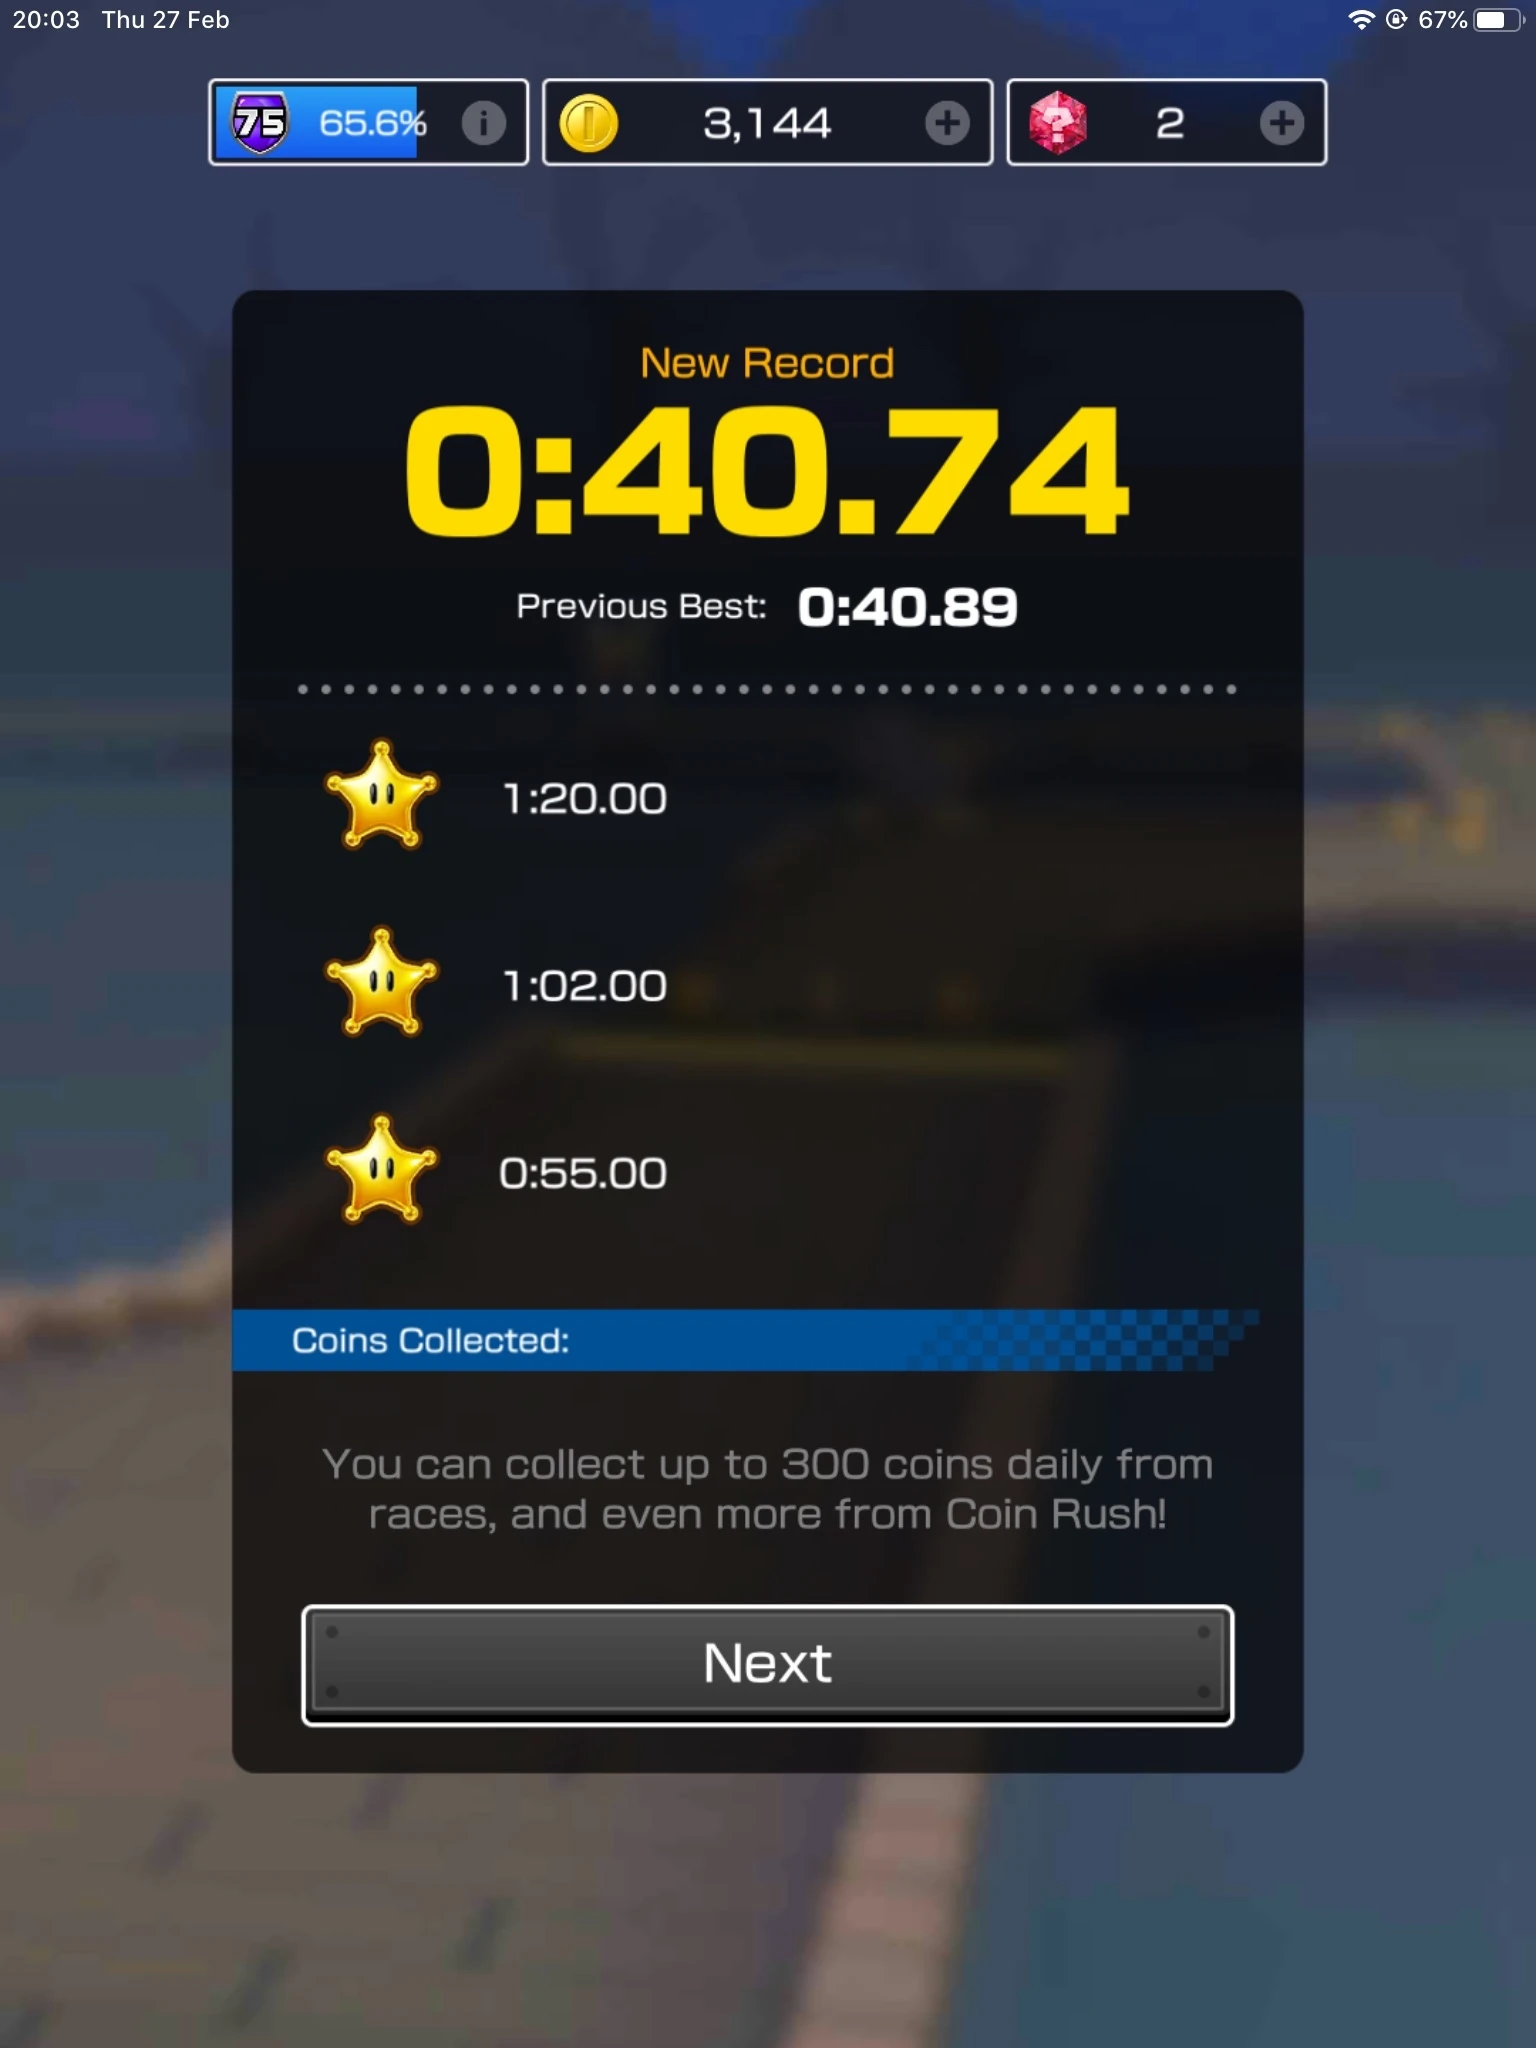 20:03 Thu 27 Feb 67%
75 65.6% i 3,144 + ? 2 +
New Record
0:40.74
Previous Best: 0:40.89
1:20.00
1:02.00
0:55.00
Coins Collected:
You can collect up to 300 coins daily from
races, and even more from Coin Rush!
Next